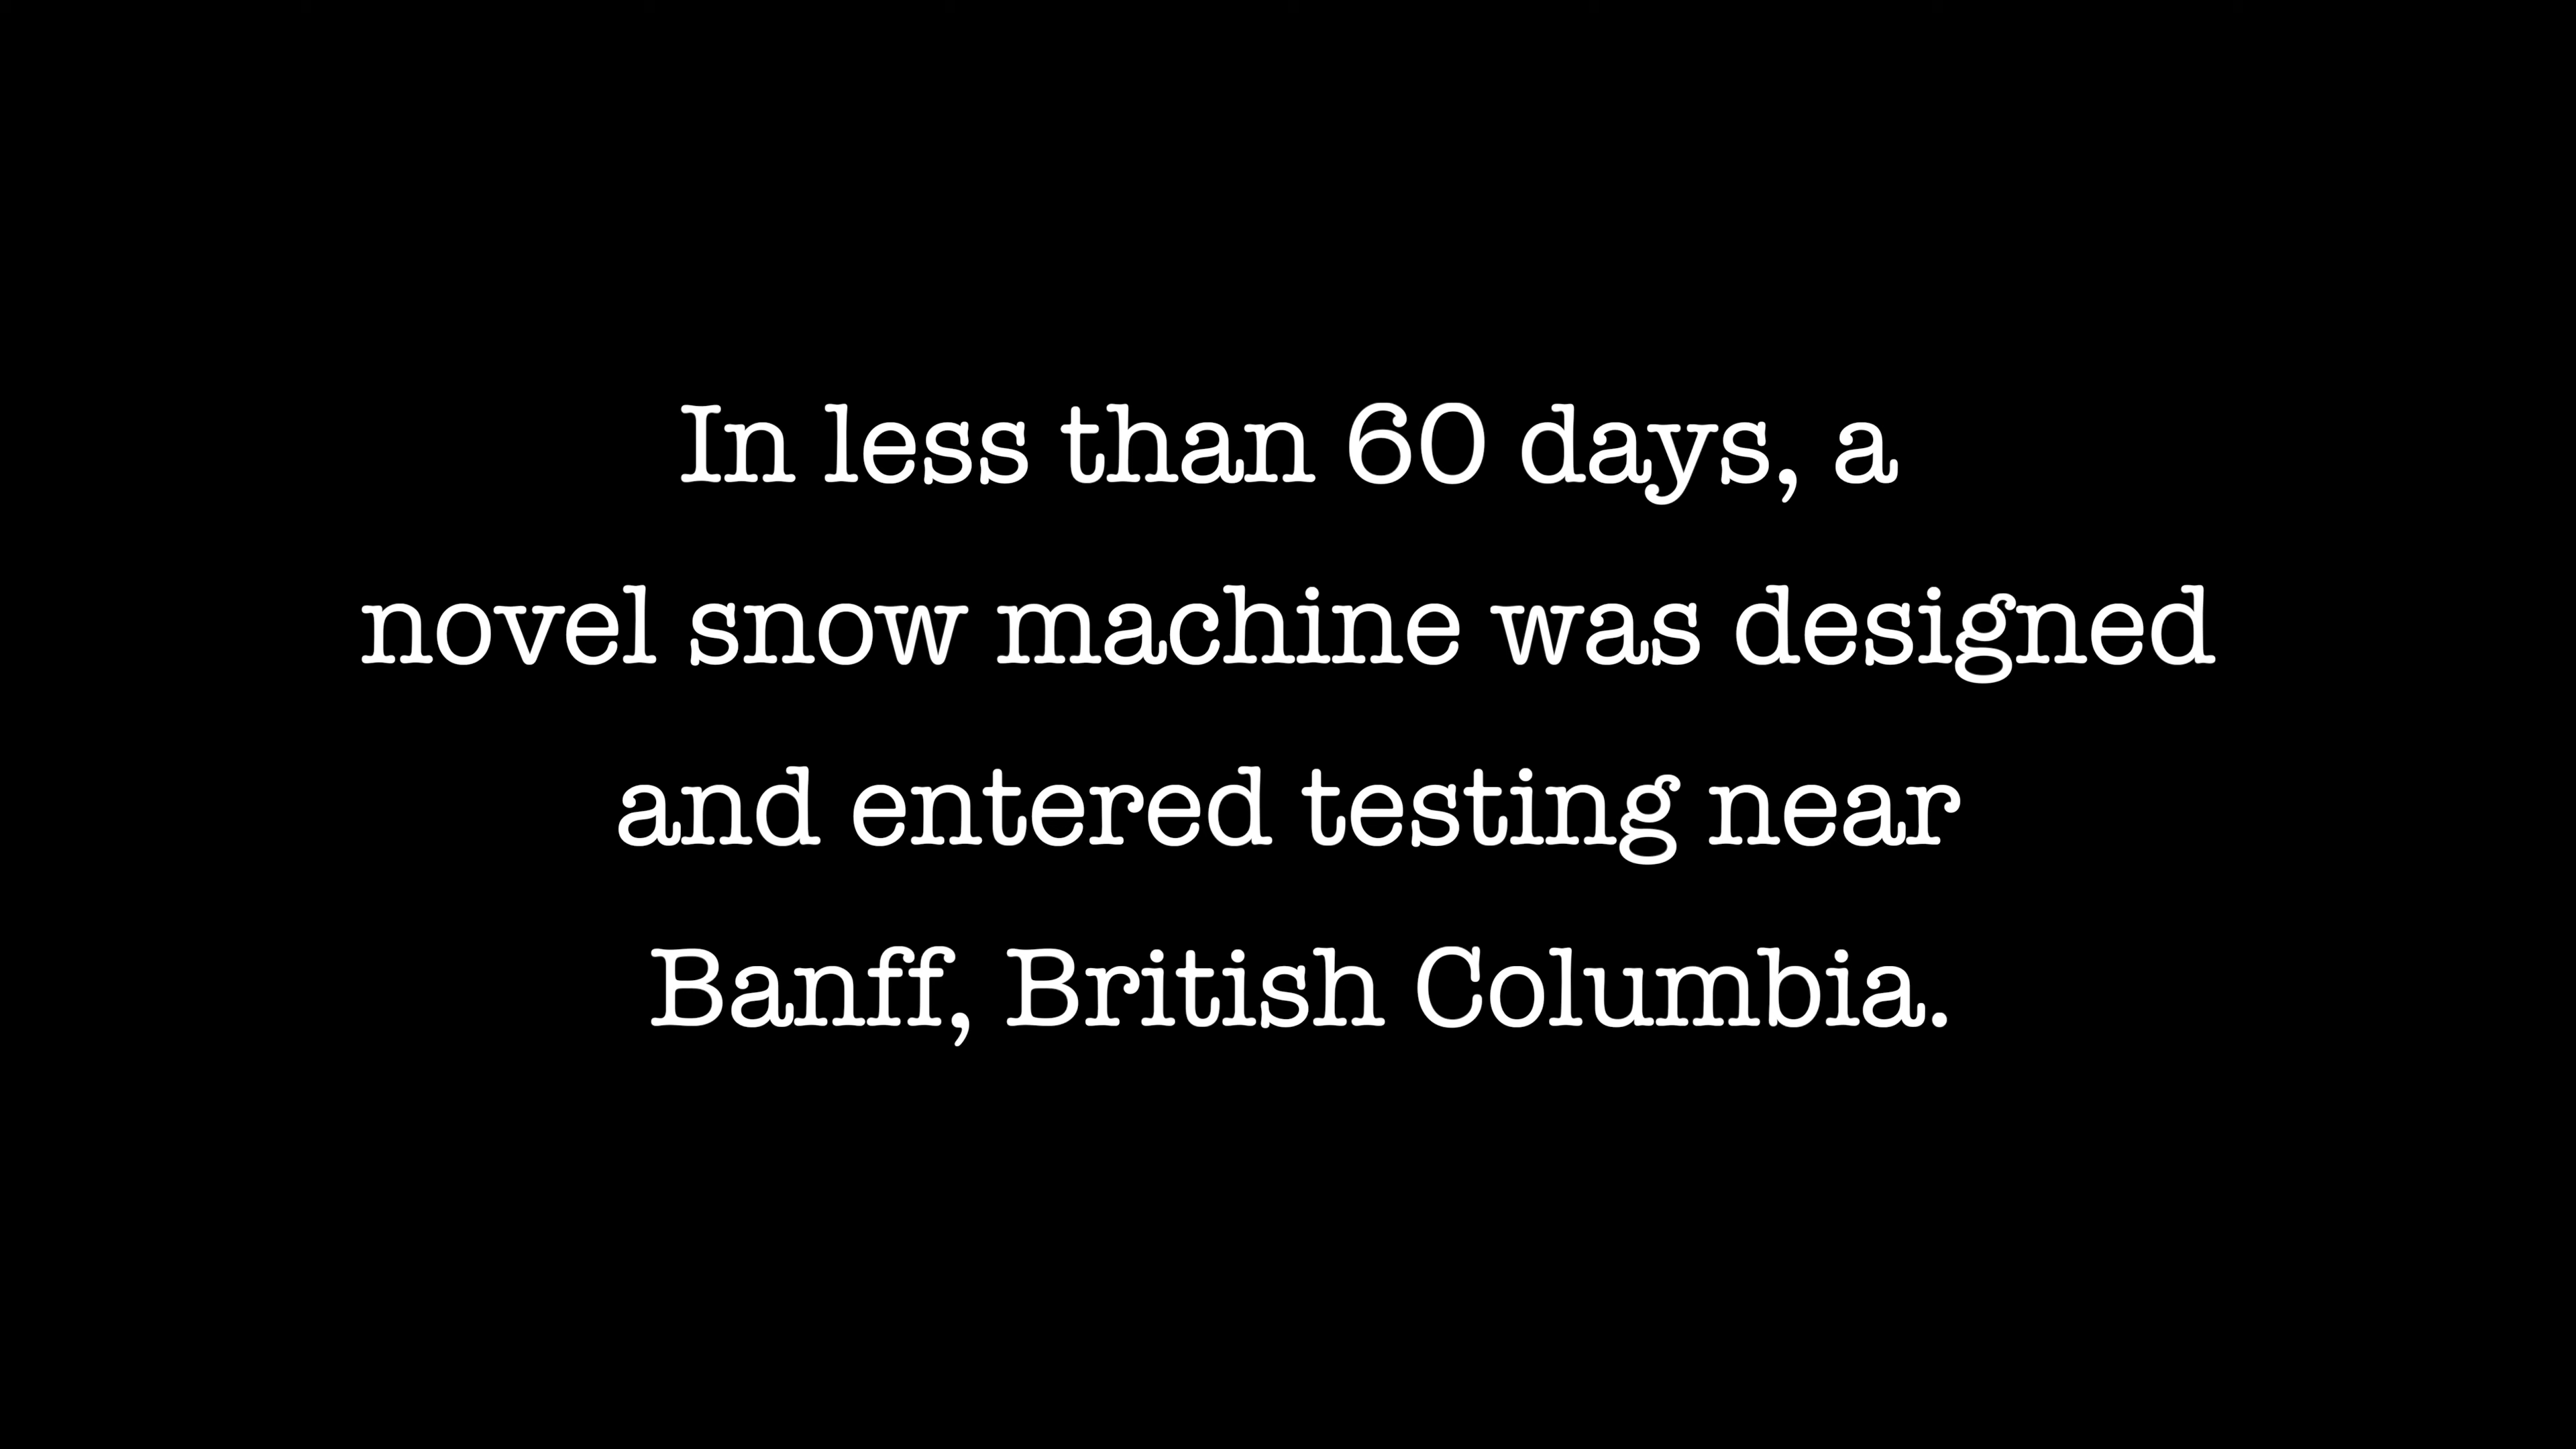 In less than 60 days, a
novel snow machine was designed
and entered testing near
Banff, British Columbia.